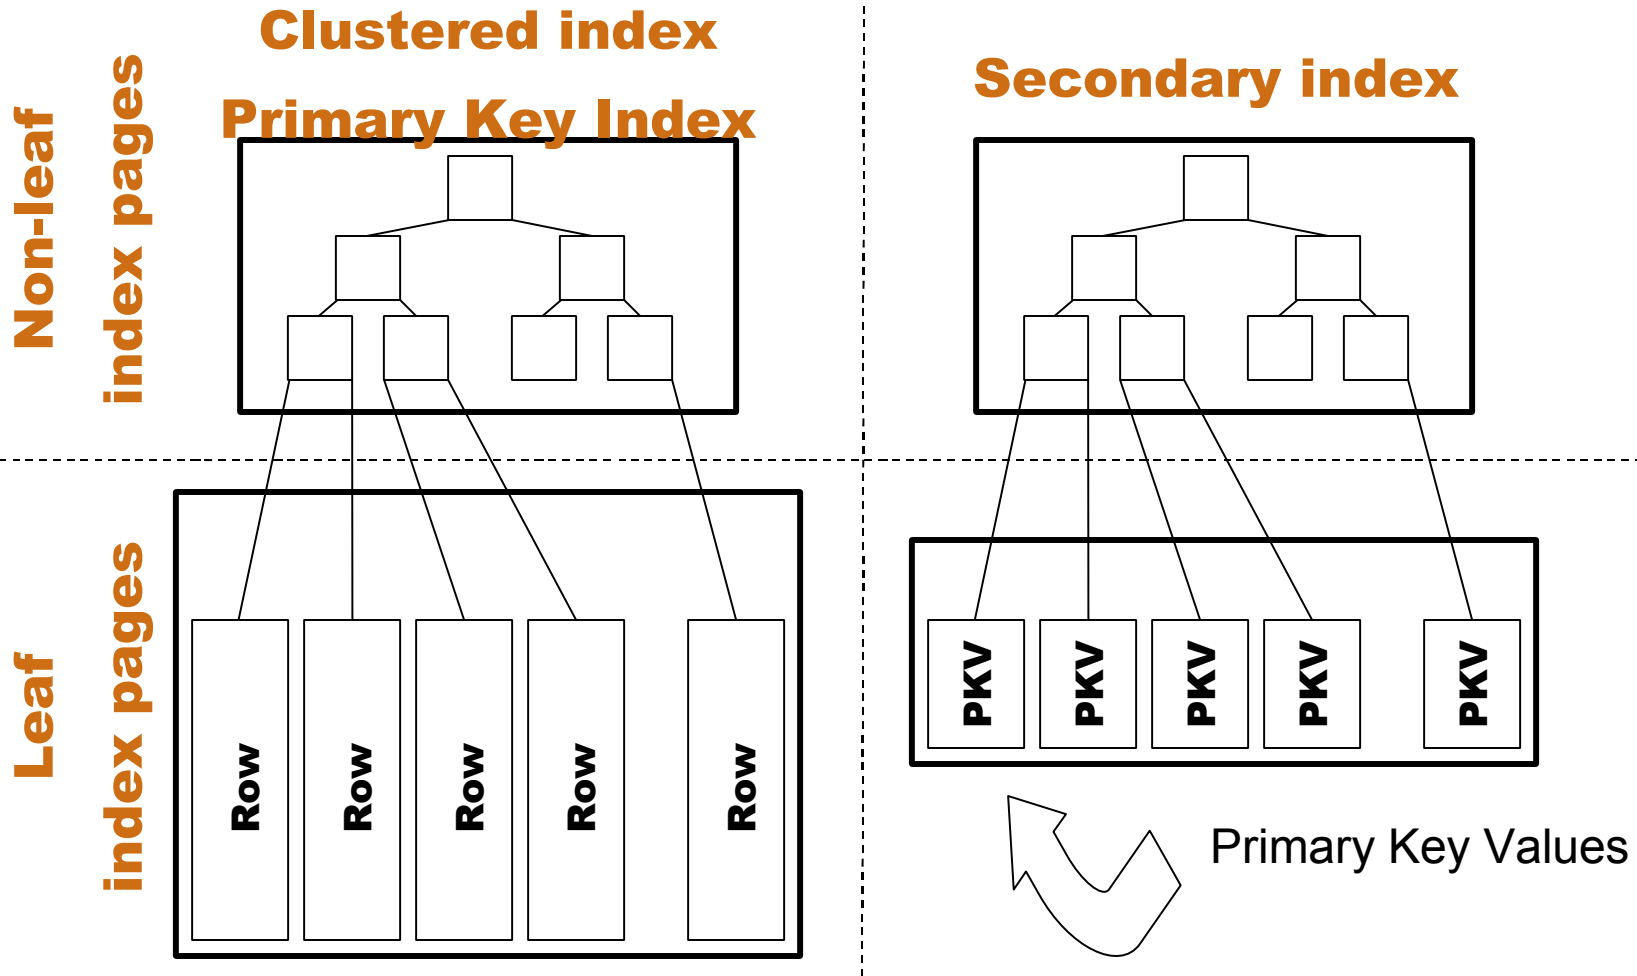 Clustered index
Primary Key Index
Secondary index
Non-leaf
index pages
Leaf
index pages
Row
Row
Row
Row
Row
PKV
PKV
PKV
PKV
PKV
Primary Key Values